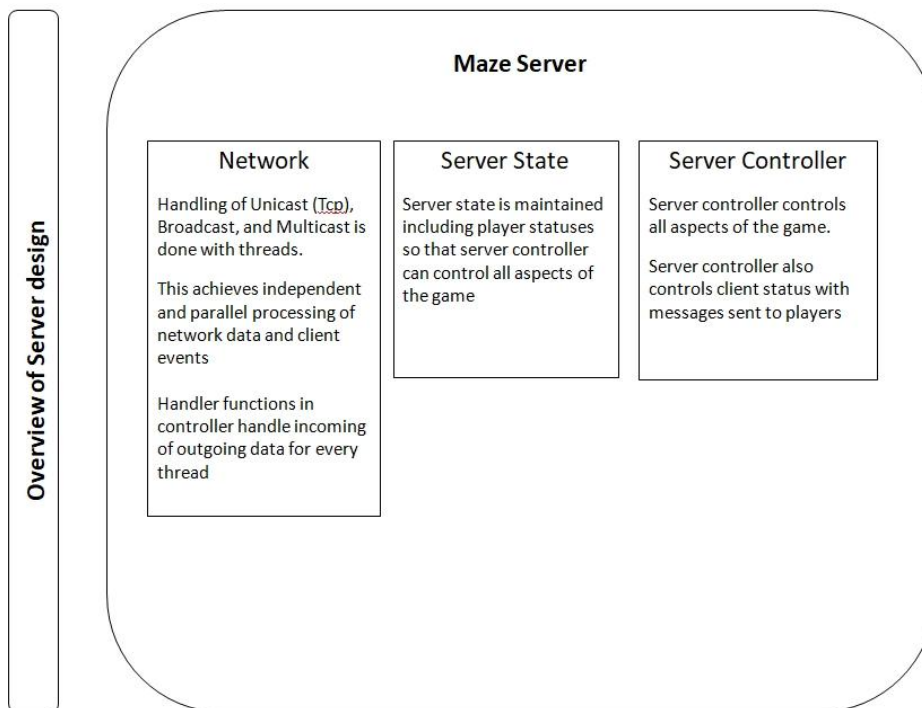 Overview of Server design
Maze Server
Network
Handling of Unicast (Tcp),
Broadcast, and Multicast is
done with threads.
This achieves independent
and parallel processing of
network data and client
events
Handler functions in
controller handle incoming
of outgoing data for every
thread
Server State
Server state is maintained
including player statuses
so that server controller
can control all aspects of
the game
Server Controller
Server controller controls
all aspects of the game.
Server controller also
controls client status with
messages sent to players